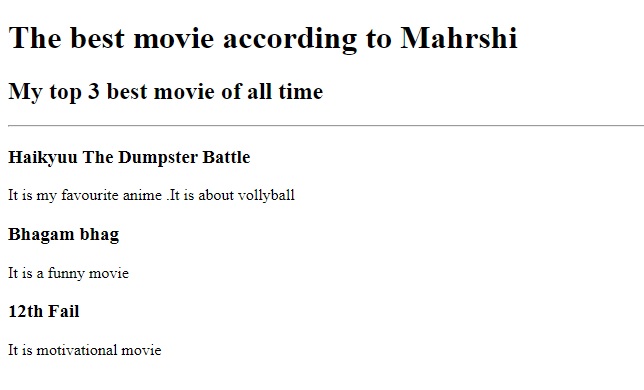 The best movie according to Mahrshi
My top 3 best movie of all time
Haikyuu The Dumpster Battle
It is my favourite anime .It is about vollyball
Bhagam bhag
It is a funny movie
12th Fail
It is motivational movie